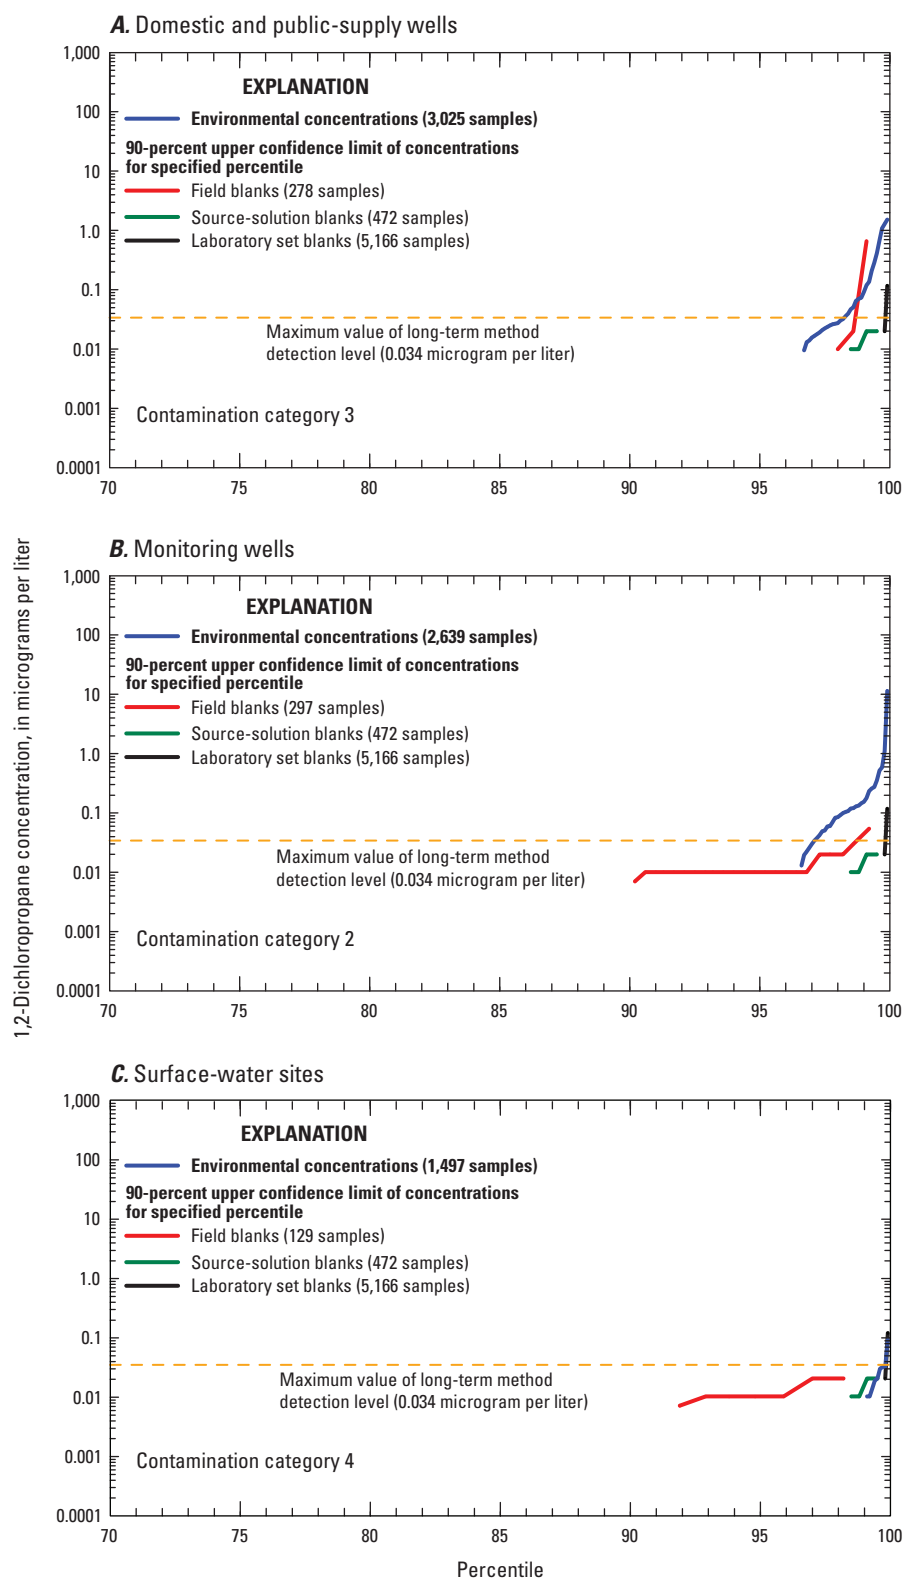 A. Domestic and public-supply wells
1,000
100
10
1.0
0.1
0.01
0.001
0.0001
EXPLANATION
Environmental concentrations (3,025 samples)
90-percent upper confidence limit of concentrations
for specified percentile
Field blanks (278 samples)
Source-solution blanks (472 samples)
Laboratory set blanks (5,166 samples)
Maximum value of long-term method
detection level (0.034 microgram per liter)
Contamination category 3
70 75 80 85 90 95 100
1,2-Dichloropropane concentration, in micrograms per liter
B. Monitoring wells
1,000
100
10
1.0
0.1
0.01
0.001
0.0001
EXPLANATION
Environmental concentrations (2,639 samples)
90-percent upper confidence limit of concentrations
for specified percentile
Field blanks (297 samples)
Source-solution blanks (472 samples)
Laboratory set blanks (5,166 samples)
Maximum value of long-term method
detection level (0.034 microgram per liter)
Contamination category 2
70 75 80 85 90 95 100
C. Surface-water sites
1,000
100
10
1.0
0.1
0.01
0.001
0.0001
EXPLANATION
Environmental concentrations (1,497 samples)
90-percent upper confidence limit of concentrations
for specified percentile
Field blanks (129 samples)
Source-solution blanks (472 samples)
Laboratory set blanks (5,166 samples)
Maximum value of long-term method
detection level (0.034 microgram per liter)
Contamination category 4
70 75 80 85 90 95 100
Percentile